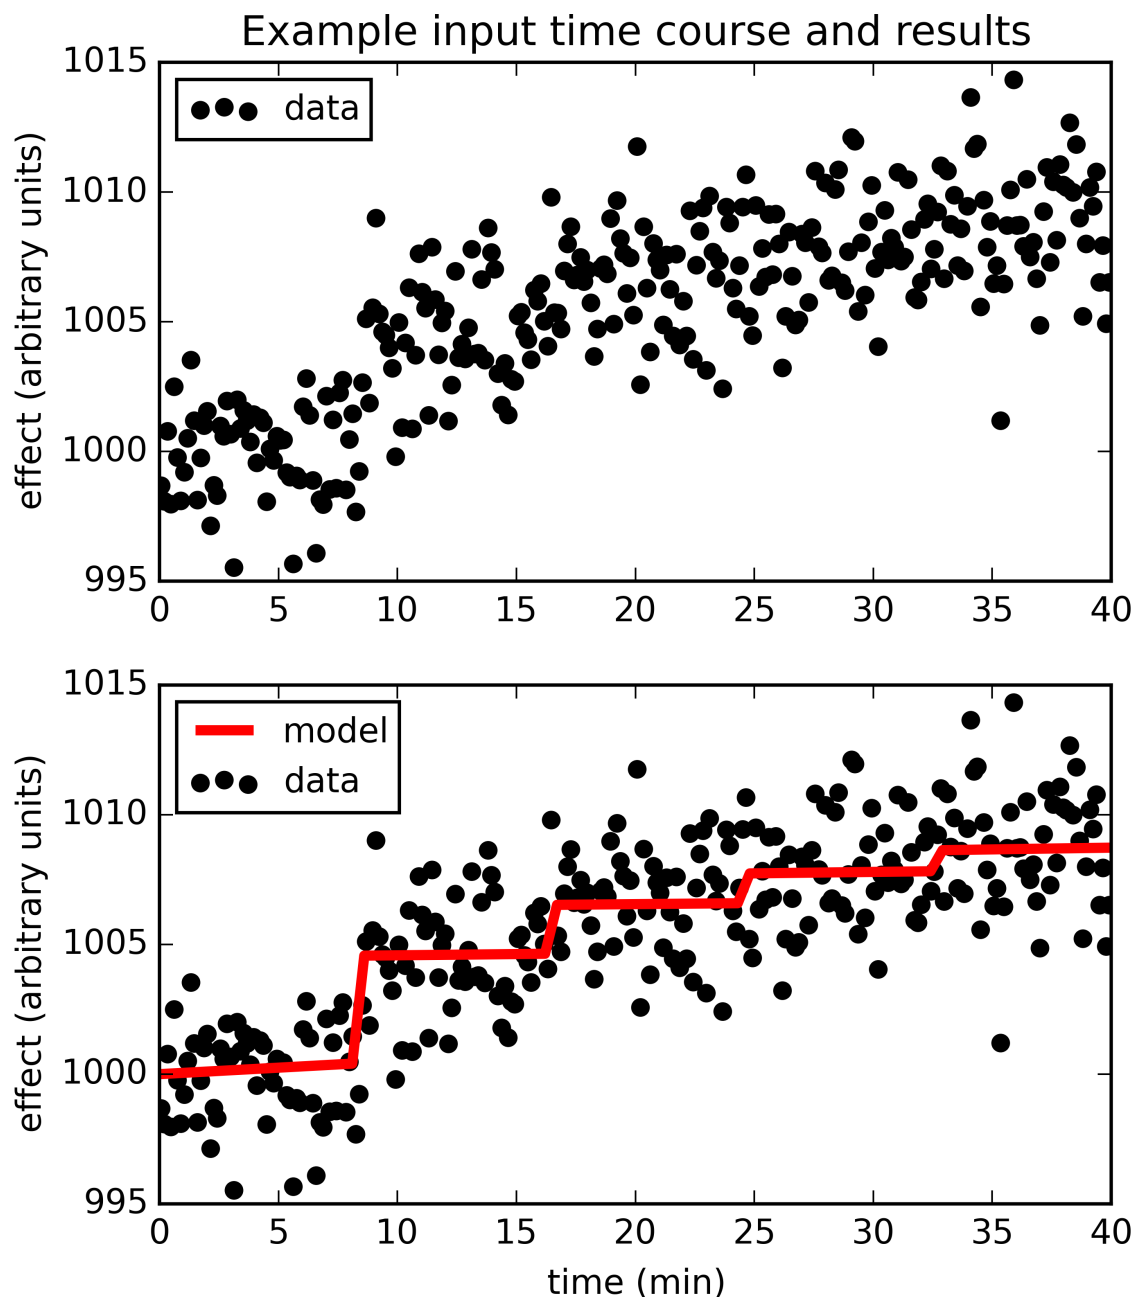 Example input time course and results
1015
1010
1005
1000
995
effect (arbitrary units)
data
0 5 10 15 20 25 30 35 40
1015
1010
1005
1000
995
effect (arbitrary units)
model
data
0 5 10 15 20 25 30 35 40
time (min)